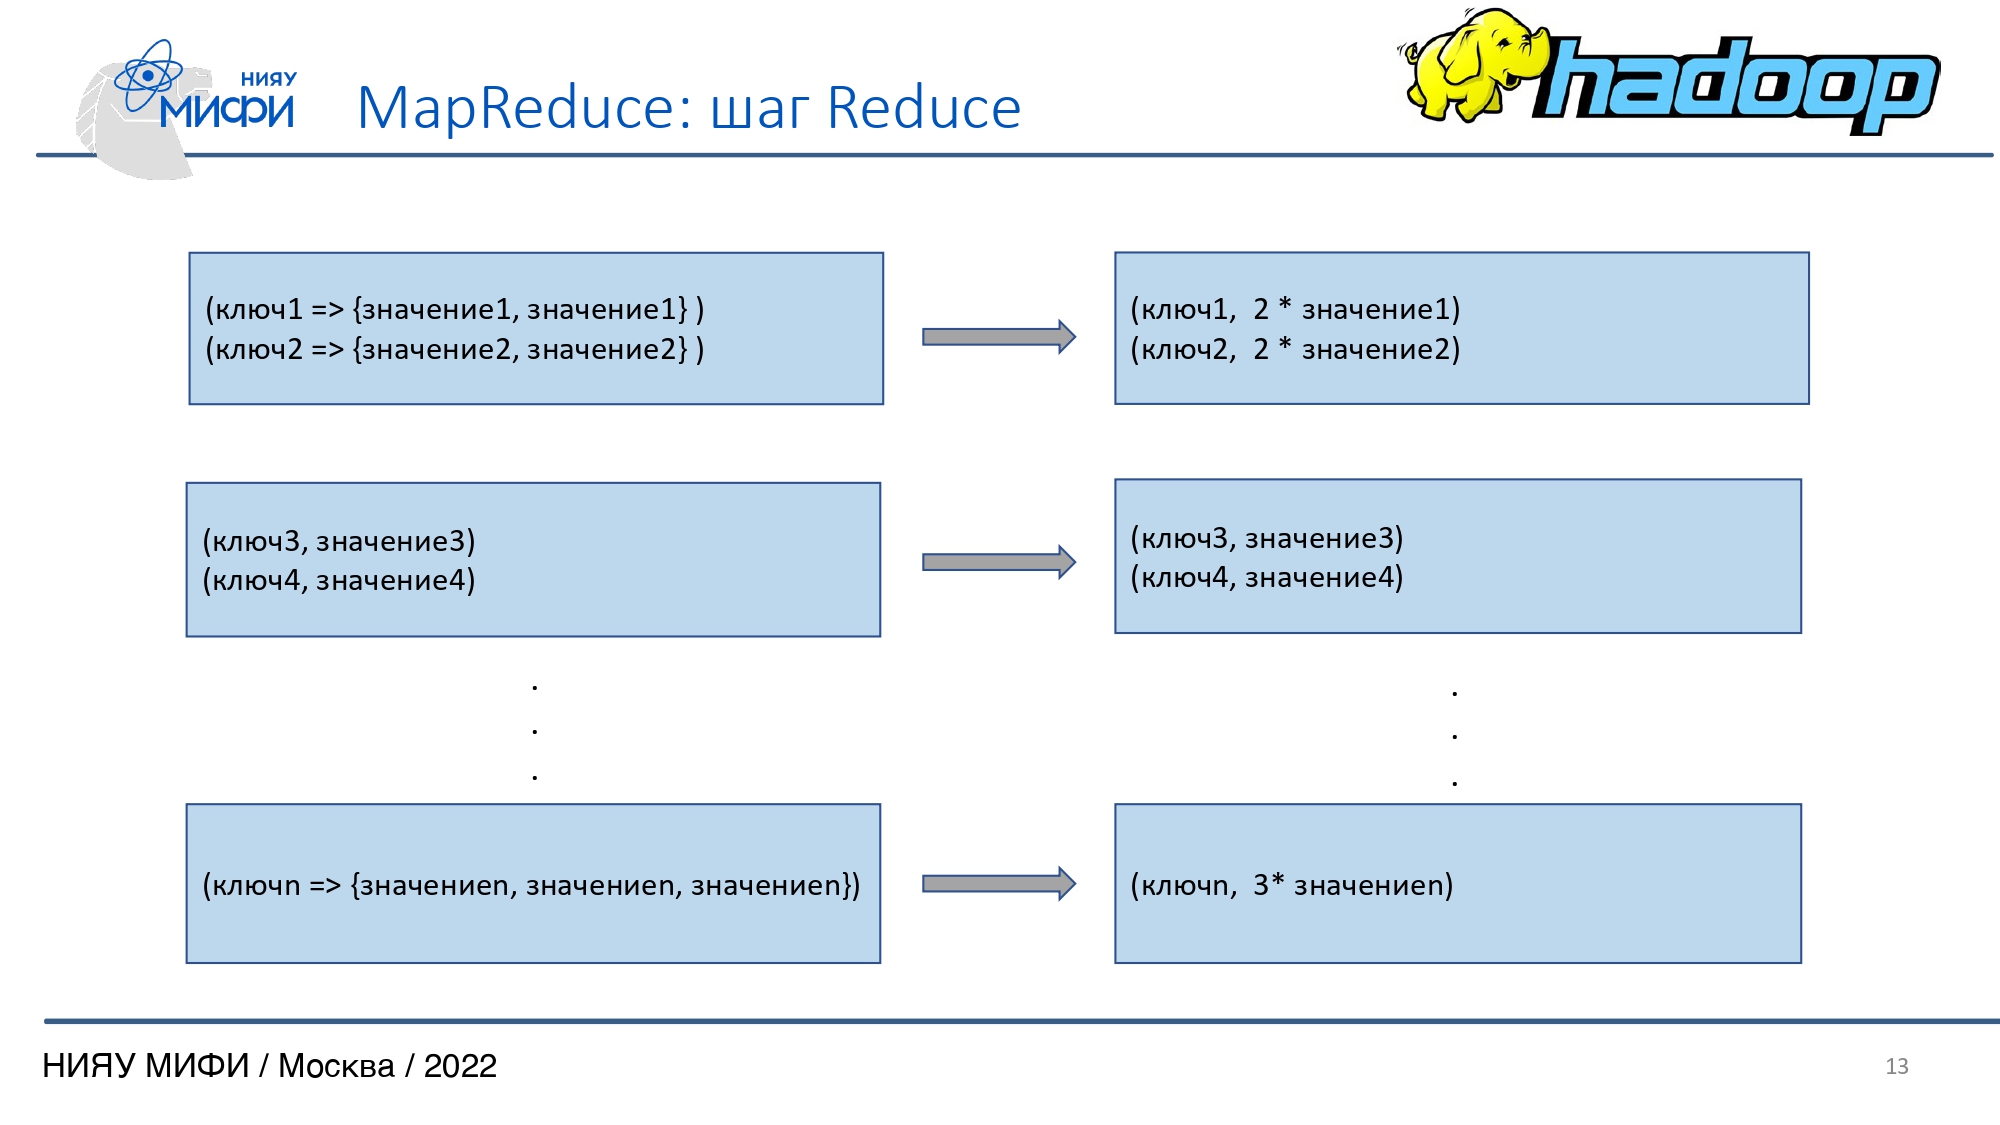 НИЯУ
МИФИ
MapReduce: шаг Reduce
hadoop
(ключ1 => {значение1, значение1} )
(ключ2 => {значение2, значение2} )
(ключ1,  2 * значение1)
(ключ2,  2 * значение2)
(ключ3, значение3)
(ключ4, значение4)
(ключ3, значение3)
(ключ4, значение4)
.
.
.
.
.
.
(ключn => {значениеn, значениеn, значениеn})
(ключn,  3* значениеn)
НИЯУ МИФИ / Москва / 2022
13